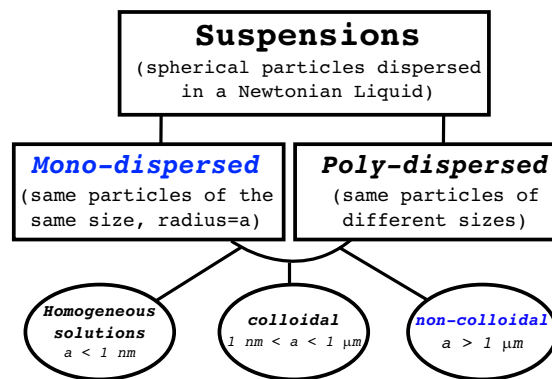 Suspensions
(spherical particles dispersed
in a Newtonian Liquid)
Mono-dispersed
(same particles of the
same size, radius=a)
Poly-dispersed
(same particles of
different sizes)
Homogeneous
solutions
a < 1 nm
colloidal
1 nm < a < 1 μm
non-colloidal
a > 1 μm